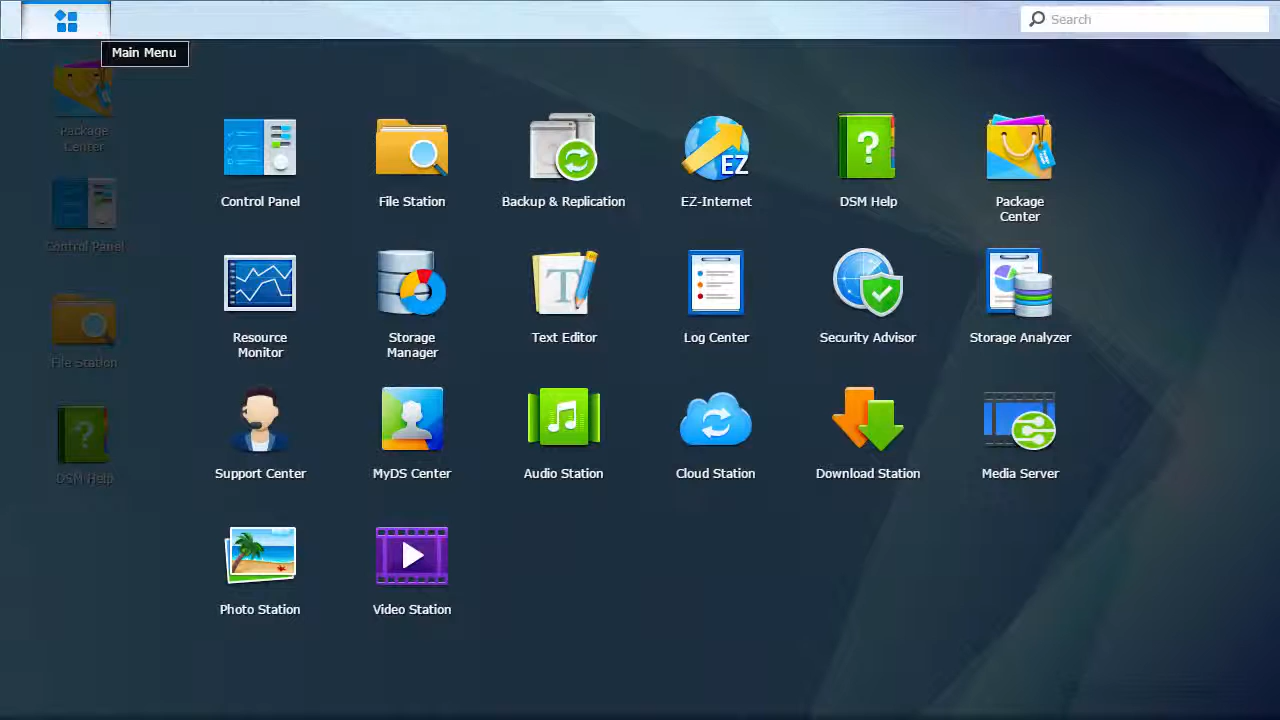 Search
Main Menu
Package
Center
Control Panel
File Station
DSM Help
Control Panel
File Station
Backup & Replication
EZ
EZ-Internet
?
DSM Help
Package
Center
Resource
Monitor
Storage
Manager
T
Text Editor
Log Center
Security Advisor
Storage Analyzer
Support Center
MyDS Center
Audio Station
Cloud Station
Download Station
Media Server
Photo Station
Video Station